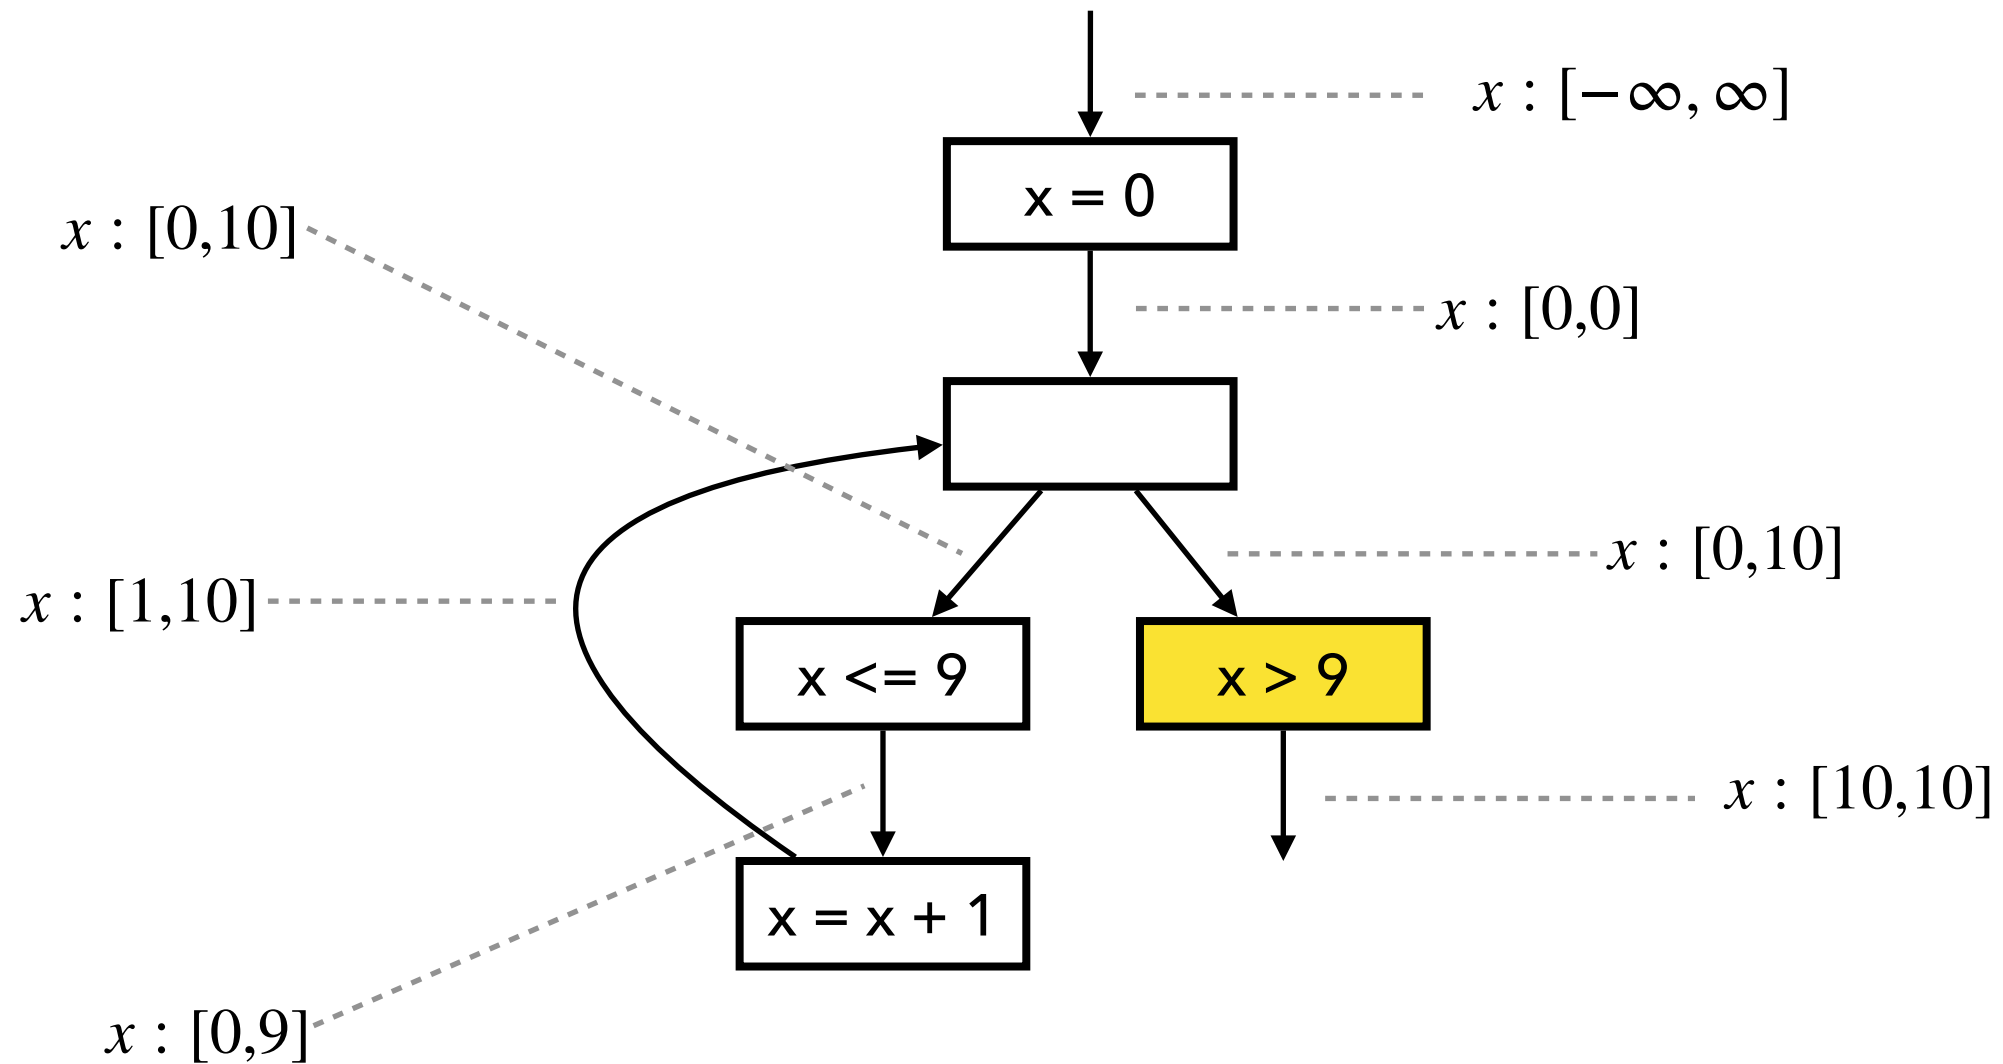 x : [−∞, ∞]
x = 0
x : [0,10]
x : [0,0]
x : [0,10]
x : [1,10]
x <= 9
x > 9
x : [10,10]
x = x + 1
x : [0,9]